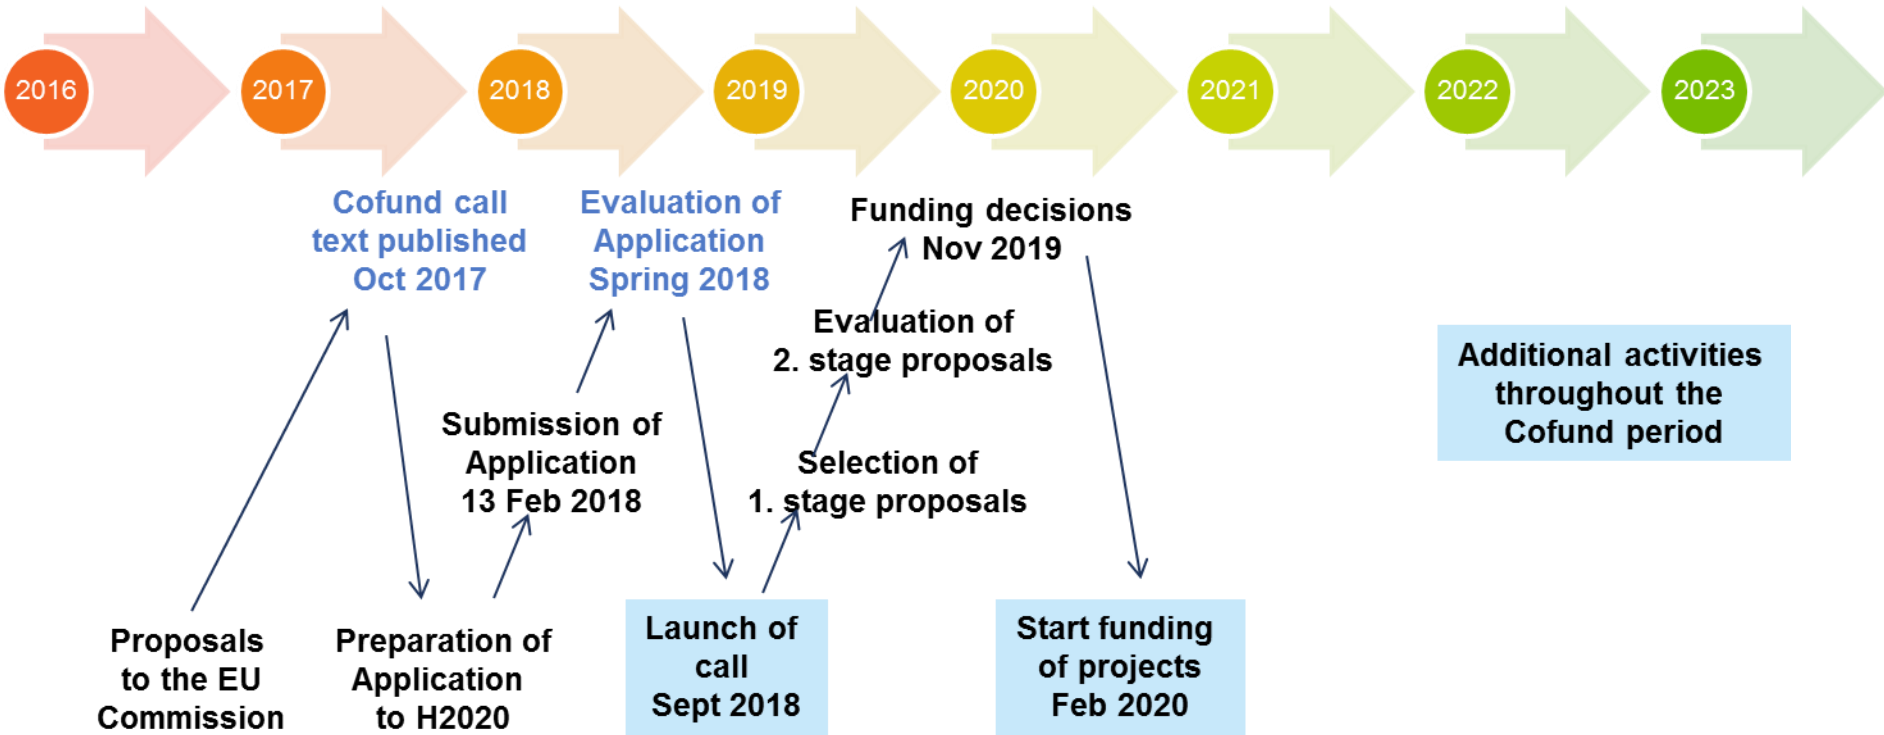 2016
2017
2018
2019
2020
2021
2022
2023
Cofund call
text published
Oct 2017
Evaluation of
Application
Spring 2018
Funding decisions
Nov 2019
Evaluation of
2. stage proposals
Additional activities
throughout the
Cofund period
Submission of
Application
13 Feb 2018
Selection of
1. stage proposals
Proposals
to the EU
Commission
Preparation of
Application
to H2020
Launch of
call
Sept 2018
Start funding
of projects
Feb 2020